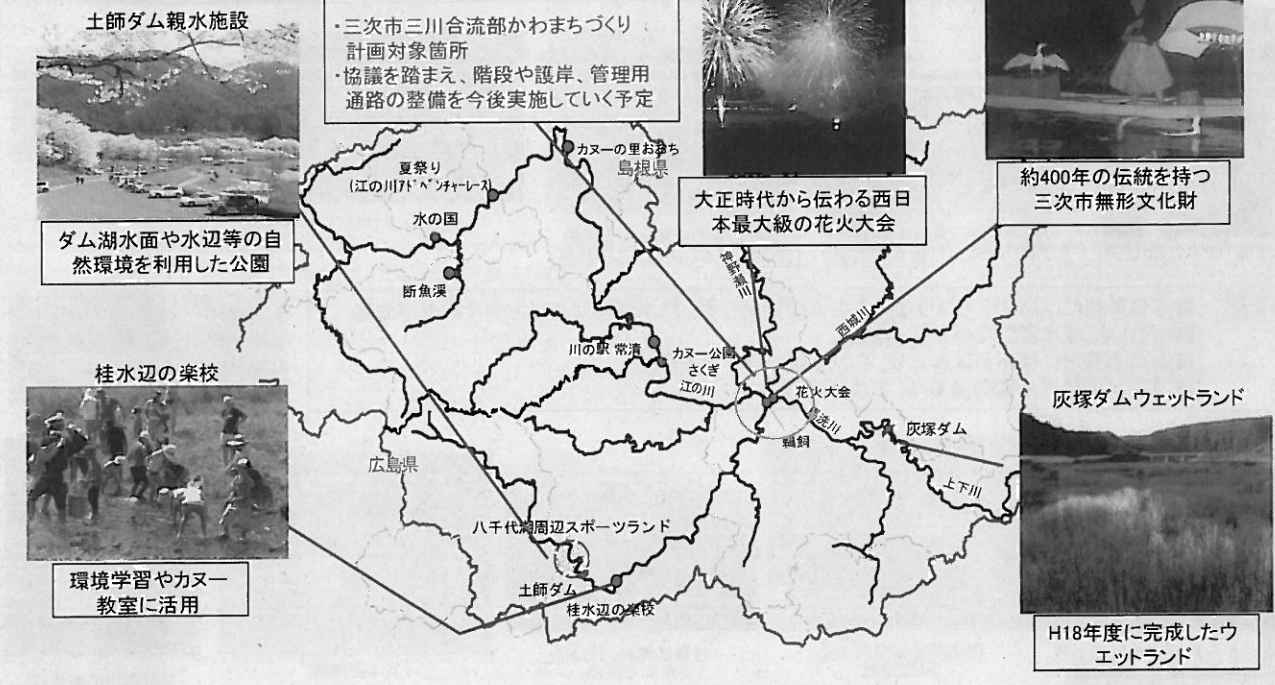 土師ダム親水施設
・三次市三川合流部かわまちづくり
計画対象箇所
・協議を踏まえ、階段や護岸、管理用
通路の整備を今後実施していく予定
ダム湖水面や水辺等の自
然環境を利用した公園
大正時代から伝わる西日
本最大級の花火大会
約400年の伝統を持つ
三次市無形文化財
カヌーの里おおち
島根県
夏祭り
(江の川ｱﾄﾞﾍﾞﾝﾁｬｰﾚｰｽ)
水の国
断魚渓
神野瀬川
西城川
川の駅 常清
カヌー公園
さくぎ
江の川
花火大会
馬洗川
鵜飼
灰塚ダム
上下川
桂水辺の楽校
環境学習やカヌー
教室に活用
広島県
八千代湖周辺スポーツランド
土師ダム
桂水辺の楽校
灰塚ダムウェットランド
H18年度に完成したウ
エットランド